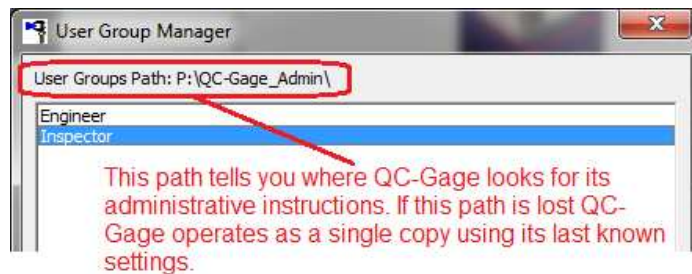 User Group Manager
User Groups Path: P:\QC-Gage_Admin\
Engineer
Inspector
This path tells you where QC-Gage looks for its
administrative instructions. If this path is lost QC-
Gage operates as a single copy using its last known
settings.